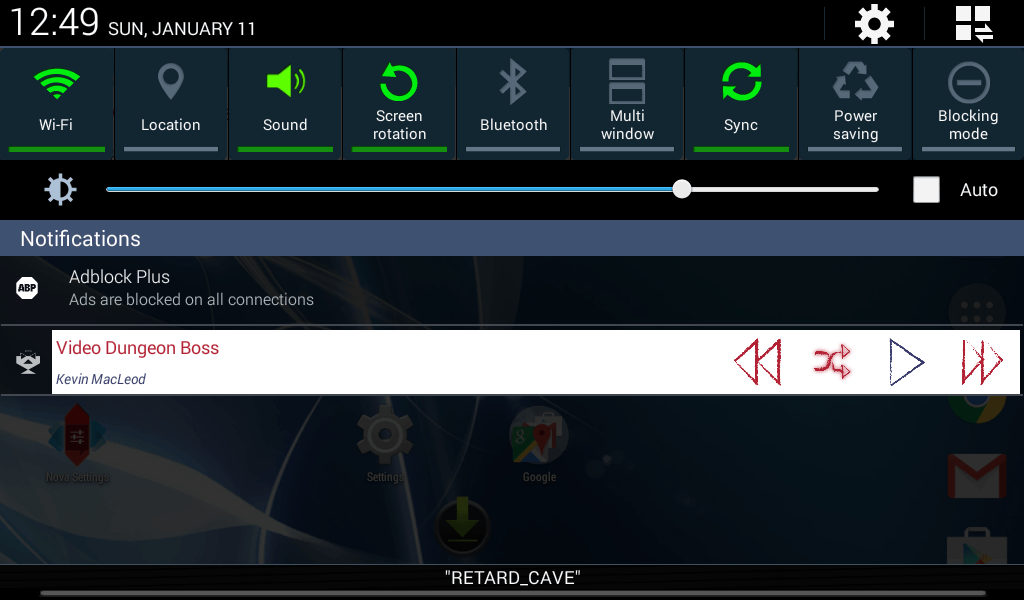 12:49 SUN, JANUARY 11
Wi-Fi
Location
Sound
Screen
rotation
Bluetooth
Multi
window
Sync
Power
saving
Blocking
mode
Auto
Notifications
ABP
Adblock Plus
Ads are blocked on all connections
Video Dungeon Boss
Kevin MacLeod
Nova Settings
Settings
Google
"RETARD_CAVE"